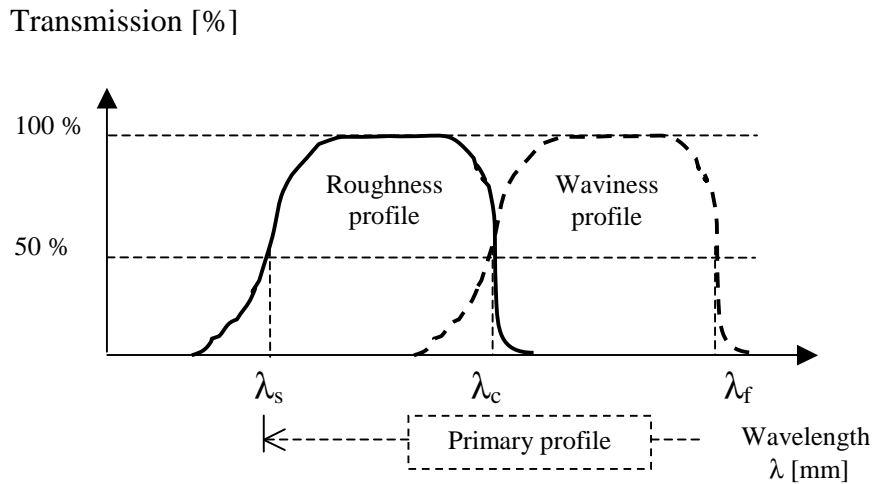 Transmission [%]
100 %
Roughness
profile
Waviness
profile
50 %
λs
λc
λf
Primary profile
Wavelength
λ [mm]